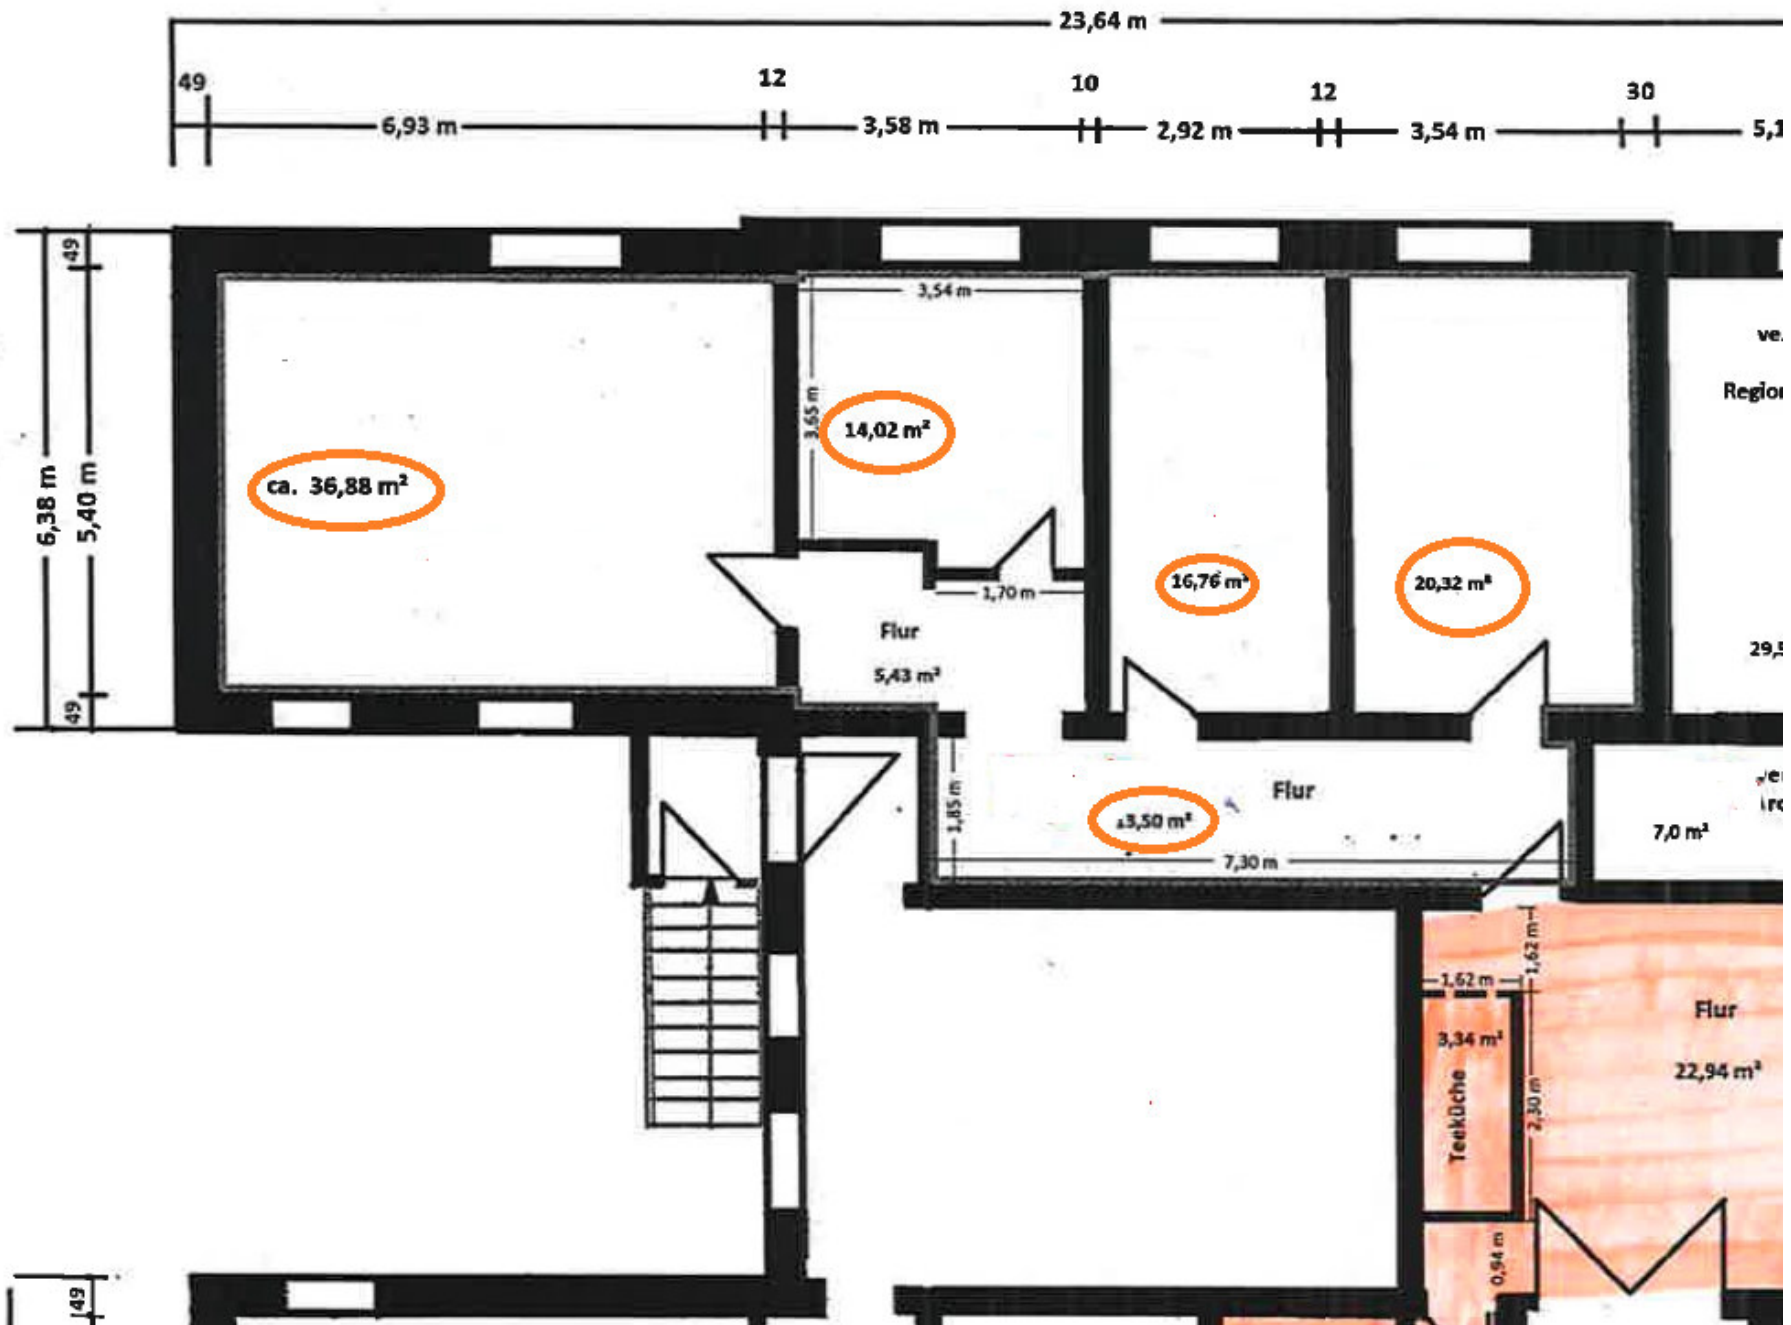 23,64 m
49
12
10
12
30
6,93 m
3,58 m
2,92 m
3,54 m
49
3,54 m
6,38 m
5,40 m
3,65 m
14,02 m²
ca. 36,88 m²
16,76 m²
20,32 m²
1,70 m
Flur
5,43 m²
29,5
49
1,85 m
Flur
3,50 m²
7,0 m²
7,30 m
1,62 m
1,62 m
Flur
3,34 m²
22,94 m²
Teeküche
2,30 m
0,94 m
49